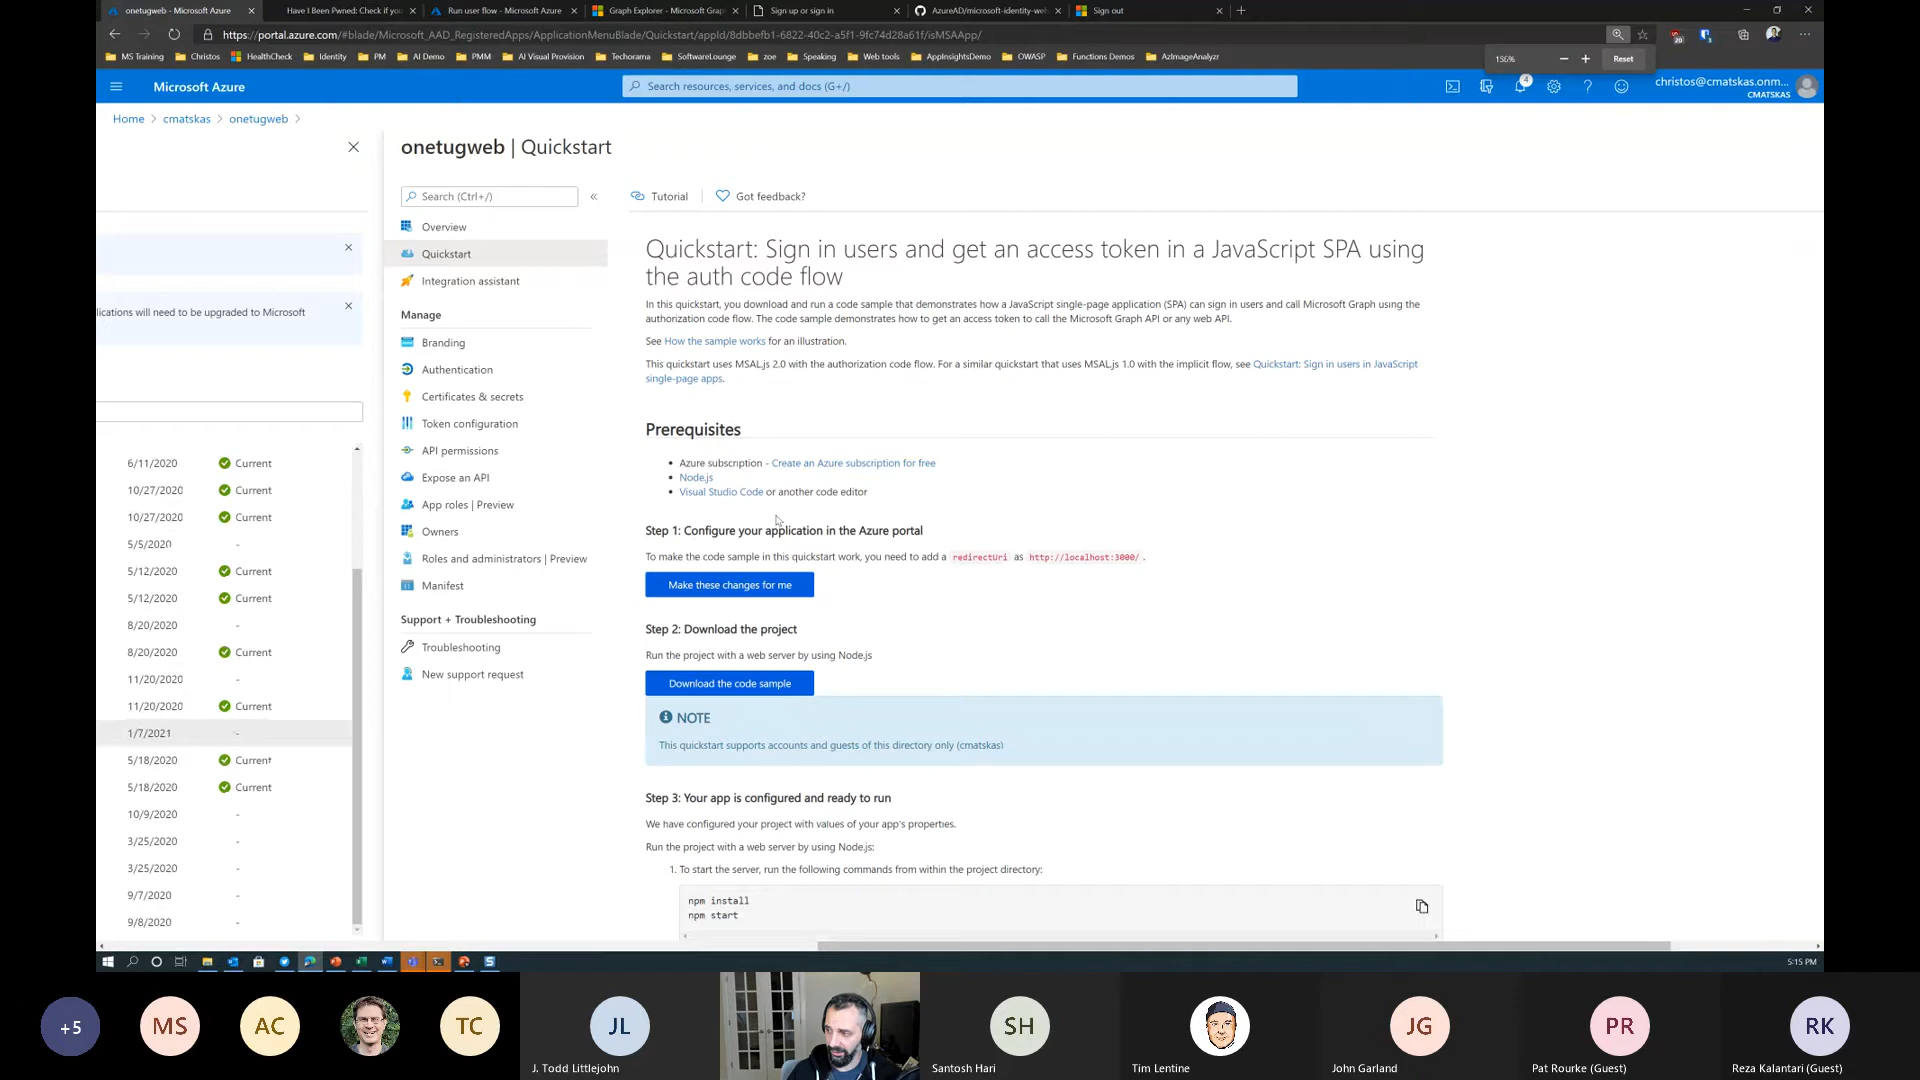 onetugweb - Microsoft Azure
Have I Been Pwned: Check if you
Run user flow - Microsoft Azure
Graph Explorer - Microsoft Grap
Sign up or sign in
AzureAD/microsoft-identity-web
Sign out
https://portal.azure.com/#blade/Microsoft_AAD_RegisteredApps/ApplicationMenuBlade/Quickstart/appId/8dbbefb1-6822-40c2-a5f1-9fc74d28a61f/isMSAApp/
MS Training
Christos
HealthCheck
Identity
PM
AI Demo
PMM
AI Visual Provision
Techorama
SoftwareLounge
zoe
Speaking
Web tools
AppInsightsDemo
OWASP
Functions Demos
AzImageAnalyzr
Reset
Microsoft Azure
Search resources, services, and docs (G+/)
4
christos@cmatskas.onm...
CMATSKAS
Home > cmatskas > onetugweb >
onetugweb | Quickstart
Search (Ctrl+/)
«
Tutorial
Got feedback?
Overview
Quickstart
Integration assistant
Manage
Branding
Authentication
Certificates & secrets
Token configuration
API permissions
Expose an API
App roles | Preview
Owners
Roles and administrators | Preview
Manifest
Support + Troubleshooting
Troubleshooting
New support request
lications will need to be upgraded to Microsoft
6/11/2020 Current
10/27/2020 Current
10/27/2020 Current
5/5/2020 -
5/12/2020 Current
5/12/2020 Current
8/20/2020 -
8/20/2020 Current
11/20/2020 -
11/20/2020 Current
1/7/2021 -
5/18/2020 Current
5/18/2020 Current
10/9/2020 -
3/25/2020 -
3/25/2020 -
9/7/2020 -
9/8/2020 -
Quickstart: Sign in users and get an access token in a JavaScript SPA using
the auth code flow
In this quickstart, you download and run a code sample that demonstrates how a JavaScript single-page application (SPA) can sign in users and call Microsoft Graph using the
authorization code flow. The code sample demonstrates how to get an access token to call the Microsoft Graph API or any web API.
See How the sample works for an illustration.
This quickstart uses MSAL.js 2.0 with the authorization code flow. For a similar quickstart that uses MSAL.js 1.0 with the implicit flow, see Quickstart: Sign in users in JavaScript
single-page apps.
Prerequisites
• Azure subscription - Create an Azure subscription for free
• Node.js
• Visual Studio Code or another code editor
Step 1: Configure your application in the Azure portal
To make the code sample in this quickstart work, you need to add a redirectUri as http://localhost:3000/ .
Make these changes for me
Step 2: Download the project
Run the project with a web server by using Node.js
Download the code sample
NOTE
This quickstart supports accounts and guests of this directory only (cmatskas)
Step 3: Your app is configured and ready to run
We have configured your project with values of your app's properties.
Run the project with a web server by using Node.js:
1. To start the server, run the following commands from within the project directory:
npm install
npm start
5:15 PM
+5
MS
AC
TC
JL
SH
JG
PR
RK
J. Todd Littlejohn
Santosh Hari
Tim Lentine
John Garland
Pat Rourke (Guest)
Reza Kalantari (Guest)